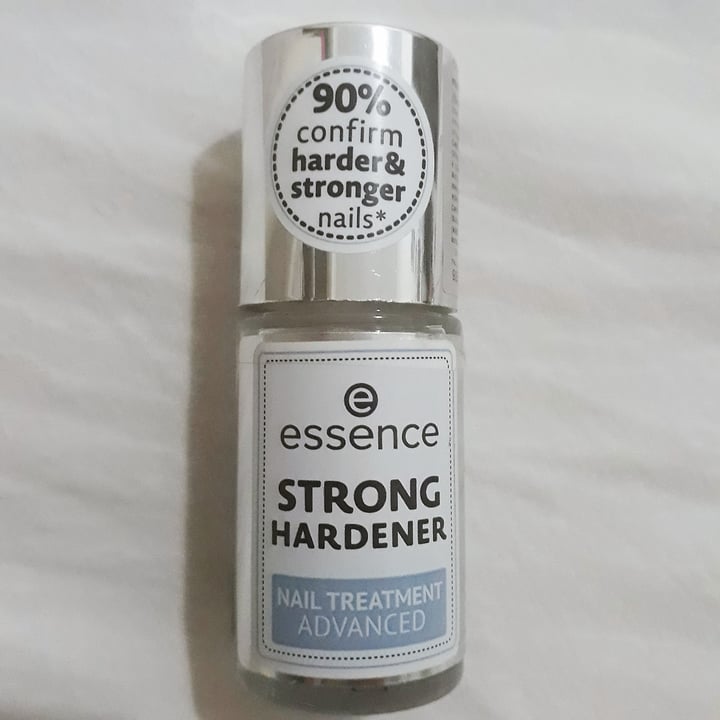 90%
confirm
harder&
stronger
nails*
e
essence
STRONG
HARDENER
NAIL TREATMENT
ADVANCED